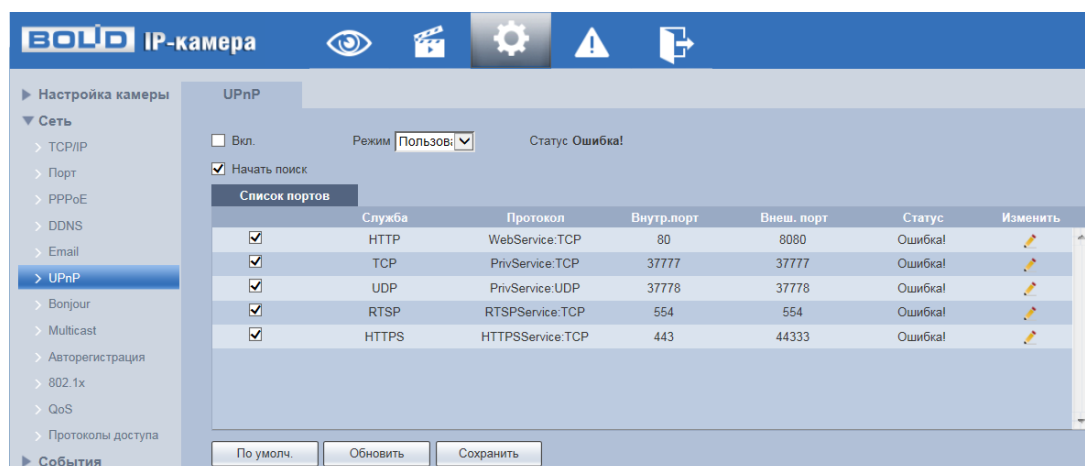 BOLID IP-камера
Настройка камеры
Сеть
TCP/IP
Порт
PPPoE
DDNS
Email
UPnP
Bonjour
Multicast
Авторегистрация
802.1x
QoS
Протоколы доступа
События
UPnP
Вкл. Режим Пользов Статус Ошибка!
Начать поиск
Список портов
Служба Протокол Внутр.порт Внеш. порт Статус Изменить
HTTP WebService:TCP 80 8080 Ошибка!
TCP PrivService:TCP 37777 37777 Ошибка!
UDP PrivService:UDP 37778 37778 Ошибка!
RTSP RTSPService:TCP 554 554 Ошибка!
HTTPS HTTPSService:TCP 443 44333 Ошибка!
По умолч. Обновить Сохранить